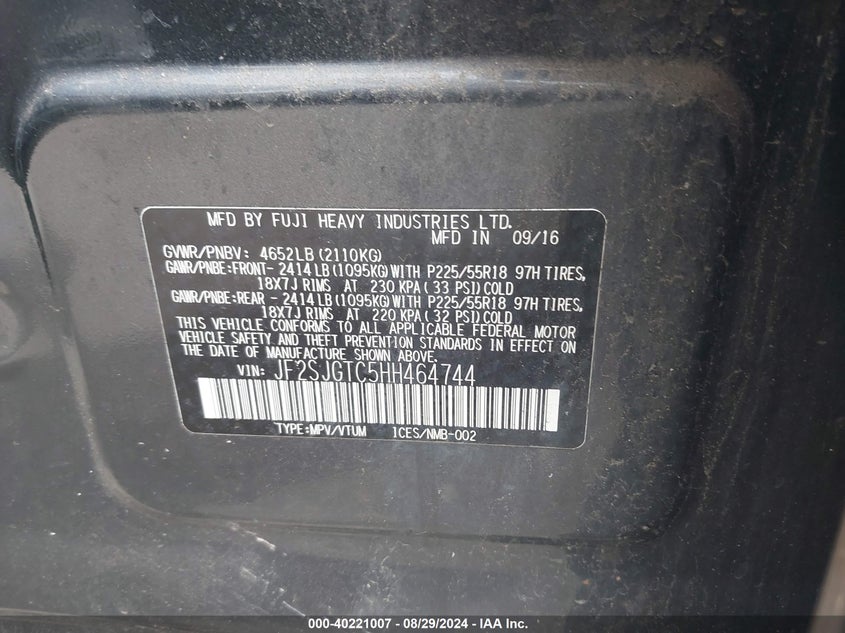 MFD BY FUJI HEAVY INDUSTRIES LTD.
MFD IN 09/16
GVWR/PNBV: 4652LB (2110KG)
GAWR/PNBE:FRONT- 2414LB (1095KG) WITH P225/55R18 97H TIRES,
18X7J RIMS AT 230 KPA ( 33 PSI) COLD
GAWR/PNBE:REAR - 2414LB (1095KG) WITH P225/55R18 97H TIRES,
18X7J RIMS AT 220 KPA ( 32 PSI) COLD
THIS VEHICLE CONFORMS TO ALL APPLICABLE FEDERAL MOTOR
VEHICLE SAFETY AND THEFT PREVENTION STANDARDS IN EFFECT ON
THE DATE OF MANUFACTURE SHOWN ABOVE.
VIN: JF2SJGTC5HH464744
TYPE:MPV/VTUM ICES/NMB-002
000-40221007 - 08/29/2024 - IAA Inc.